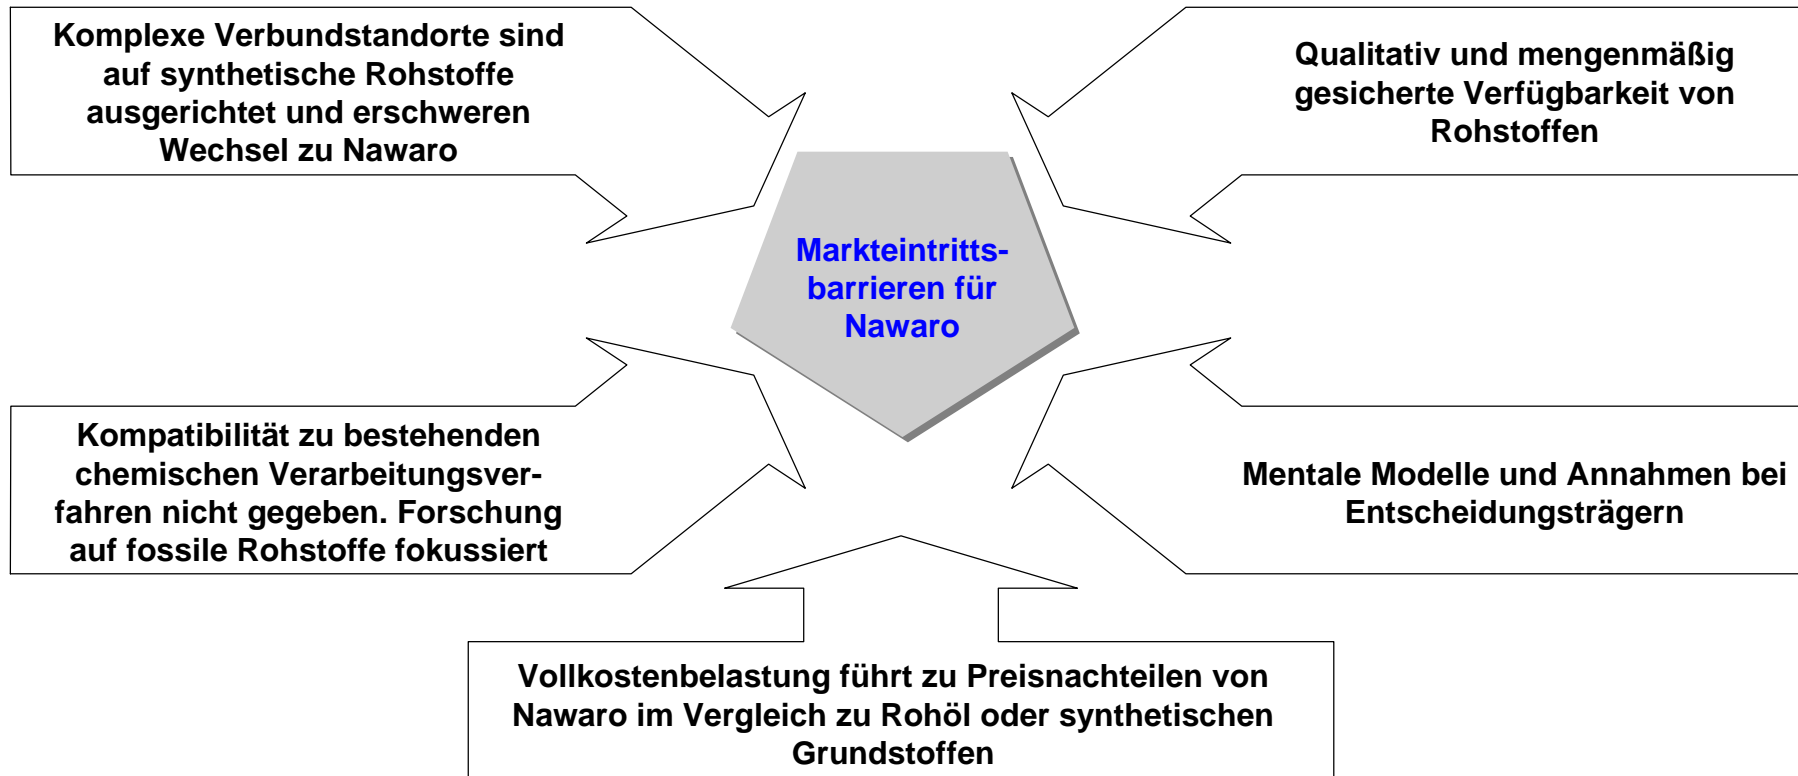 Komplexe Verbundstandorte sind
auf synthetische Rohstoffe
ausgerichtet und erschweren
Wechsel zu Nawaro
Qualitativ und mengenmäßig
gesicherte Verfügbarkeit von
Rohstoffen
Markteintritts-
barrieren für
Nawaro
Kompatibilität zu bestehenden
chemischen Verarbeitungsver-
fahren nicht gegeben. Forschung
auf fossile Rohstoffe fokussiert
Mentale Modelle und Annahmen bei
Entscheidungsträgern
Vollkostenbelastung führt zu Preisnachteilen von
Nawaro im Vergleich zu Rohöl oder synthetischen
Grundstoffen